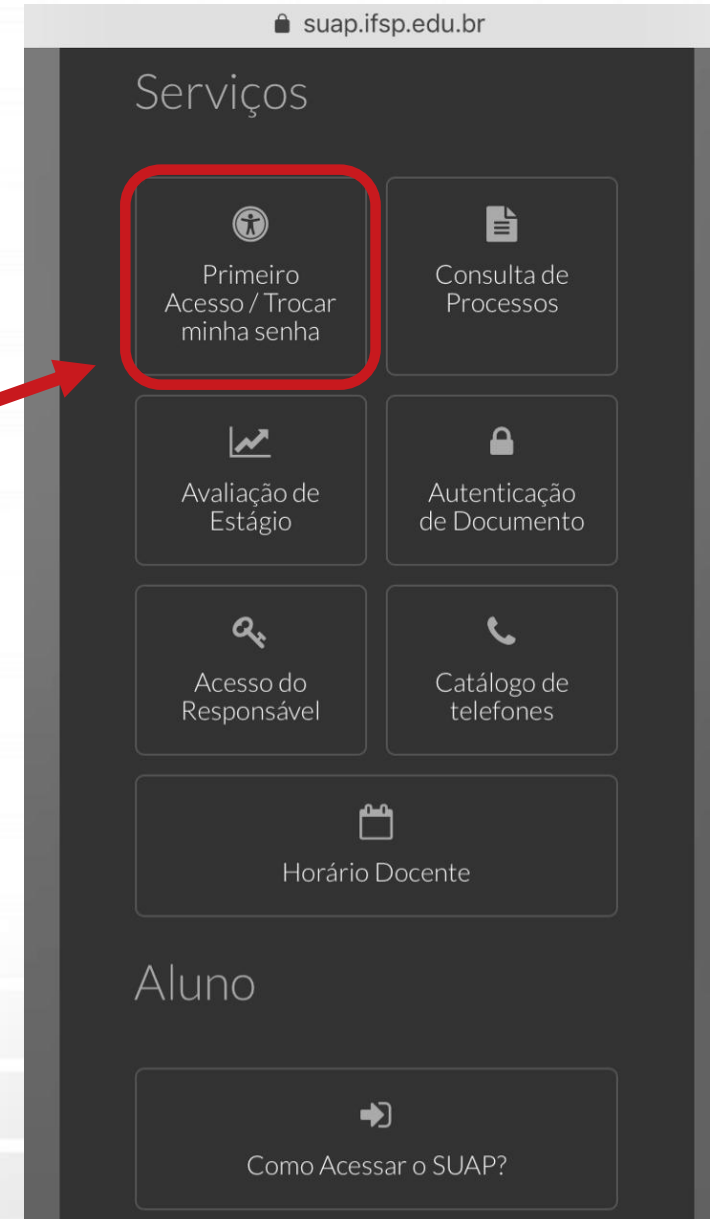 suap.ifsp.edu.br
Serviços
Primeiro
Acesso / Trocar
minha senha
Consulta de
Processos
Avaliação de
Estágio
Autenticação
de Documento
Acesso do
Responsável
Catálogo de
telefones
Horário Docente
Aluno
Como Acessar o SUAP?